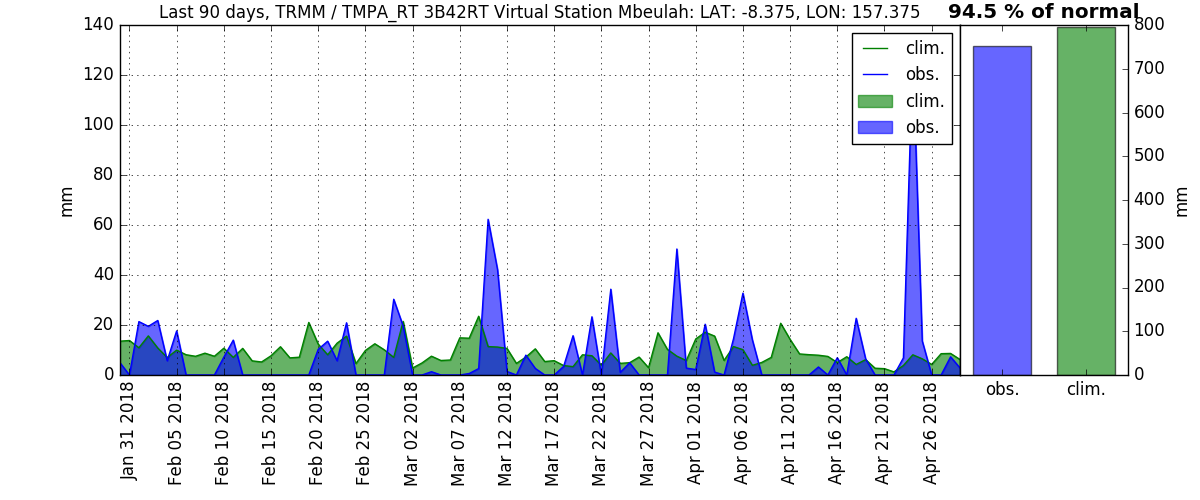 Last 90 days, TRMM / TMPA_RT 3B42RT Virtual Station Mbeulah: LAT: -8.375, LON: 157.375
94.5 % of normal
mm
140
120
100
80
60
40
20
0
clim.
obs.
clim.
obs.
800
700
600
500
400
300
200
100
0
mm
Jan 31 2018
Feb 05 2018
Feb 10 2018
Feb 15 2018
Feb 20 2018
Feb 25 2018
Mar 02 2018
Mar 07 2018
Mar 12 2018
Mar 17 2018
Mar 22 2018
Mar 27 2018
Apr 01 2018
Apr 06 2018
Apr 11 2018
Apr 16 2018
Apr 21 2018
Apr 26 2018
obs.
clim.